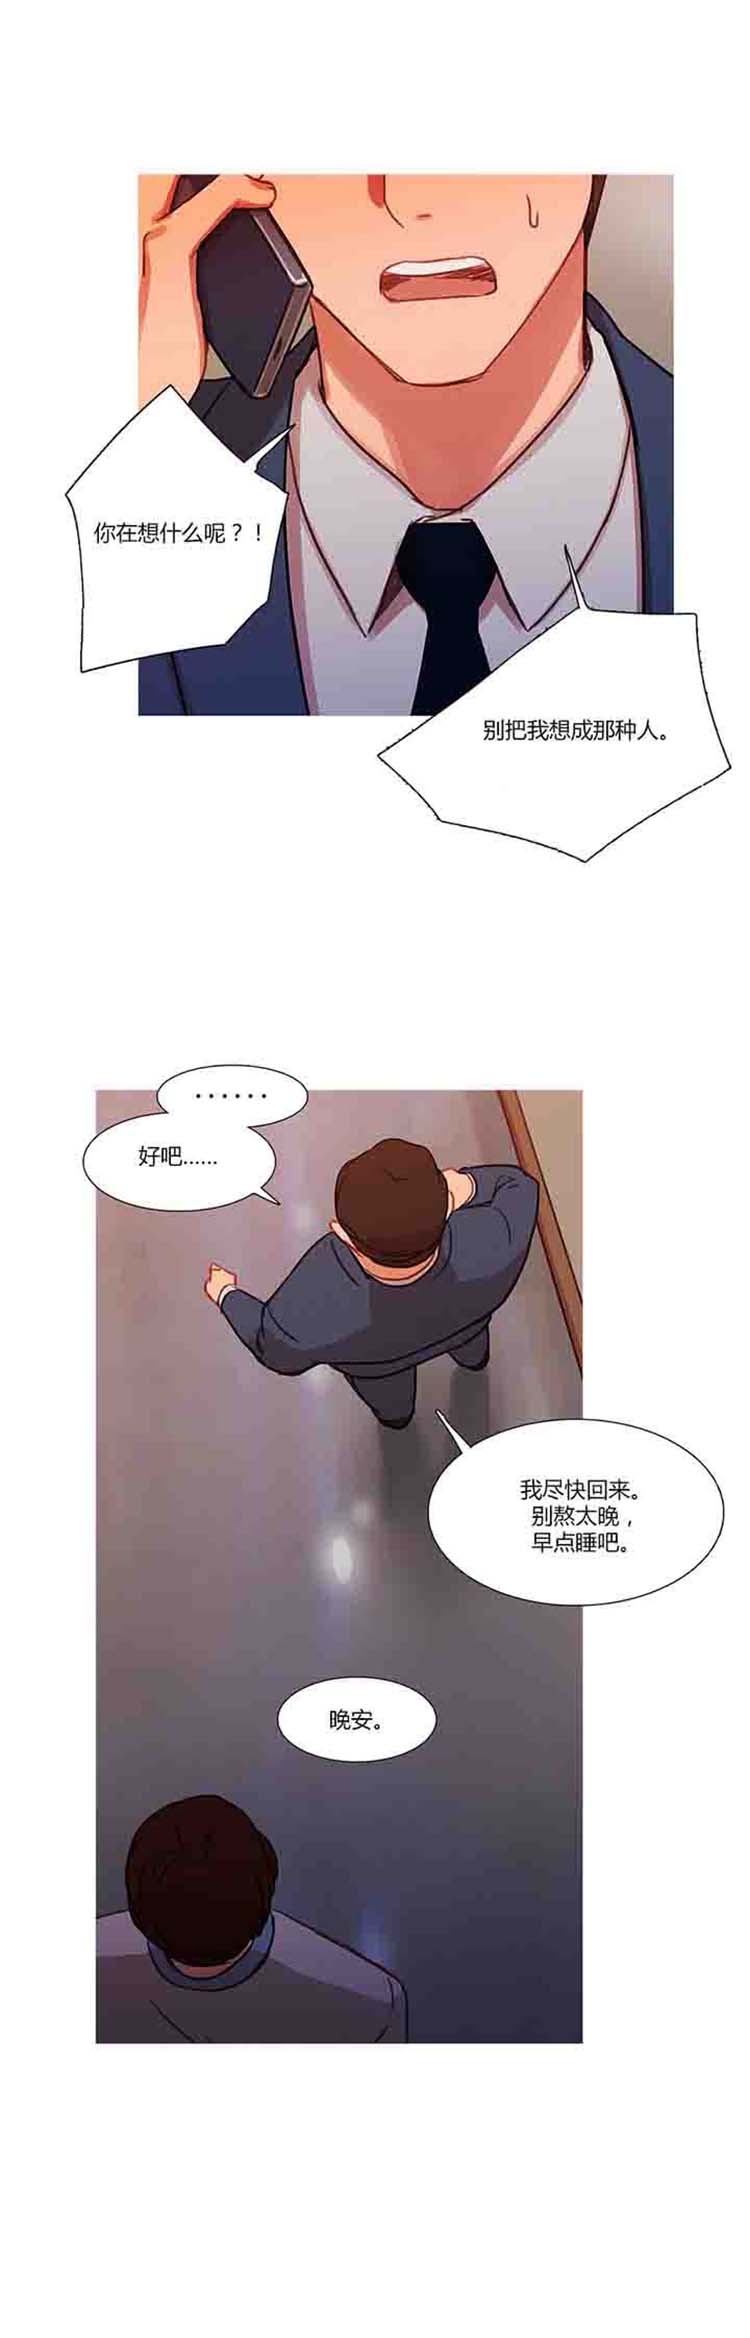 你在想什么呢？！
别把我想成那种人。
······
好吧......
我尽快回来。
别熬太晚，
早点睡吧。
晚安。